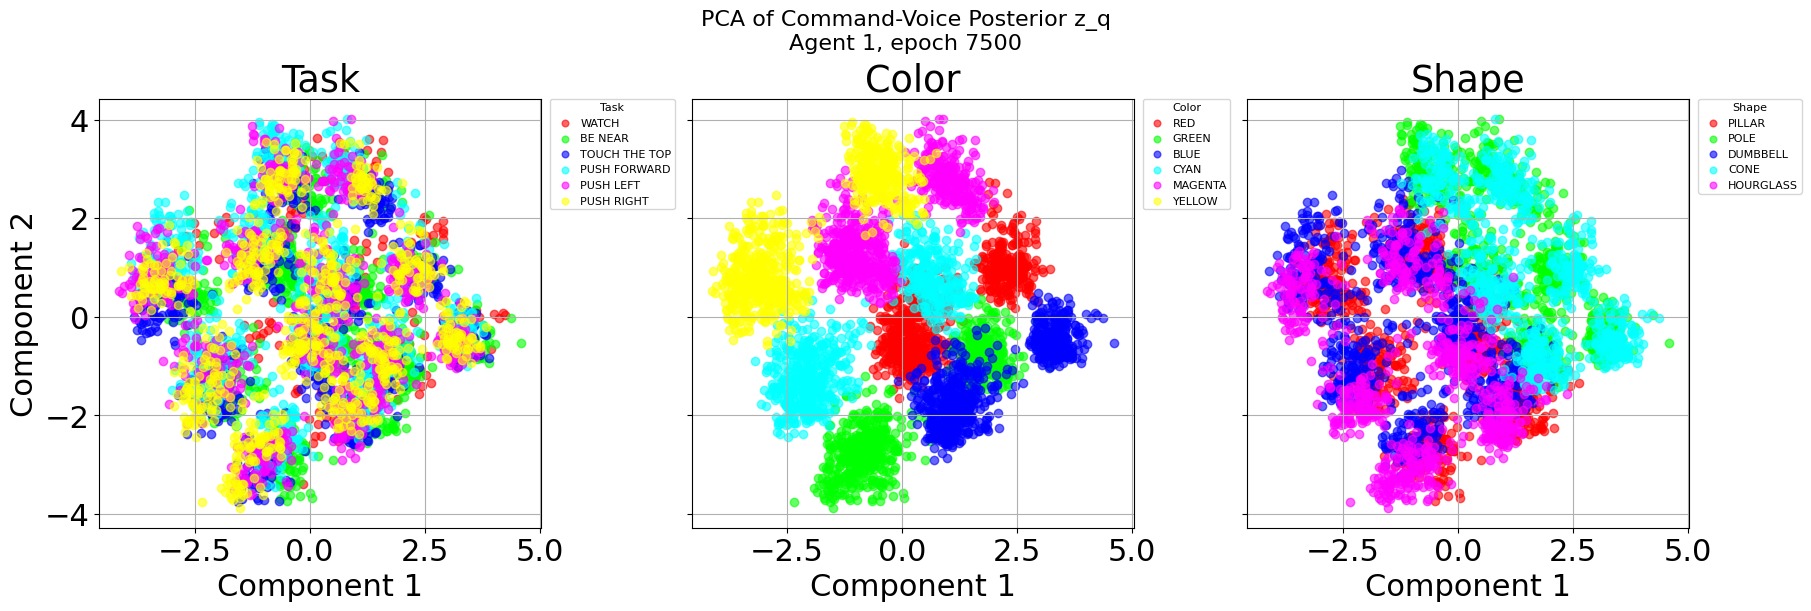 PCA of Command-Voice Posterior z_q
Agent 1, epoch 7500
Task
Color
Shape
Component 2
4
2
0
−2
−4
−2.5 0.0 2.5 5.0
Component 1
Task
WATCH
BE NEAR
TOUCH THE TOP
PUSH FORWARD
PUSH LEFT
PUSH RIGHT
−2.5 0.0 2.5 5.0
Component 1
Color
RED
GREEN
BLUE
CYAN
MAGENTA
YELLOW
−2.5 0.0 2.5 5.0
Component 1
Shape
PILLAR
POLE
DUMBBELL
CONE
HOURGLASS